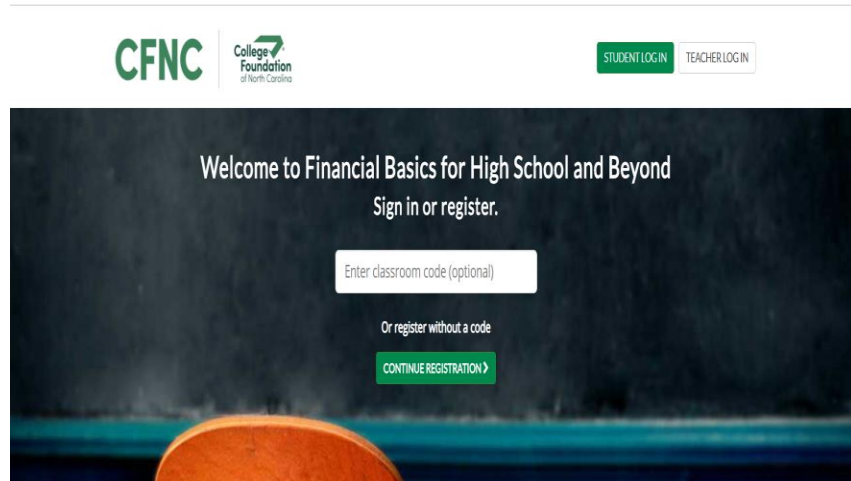 CFNC
College
Foundation
of North Carolina
STUDENT LOG IN
TEACHER LOG IN
Welcome to Financial Basics for High School and Beyond
Sign in or register.
Enter classroom code (optional)
Or register without a code
CONTINUE REGISTRATION >